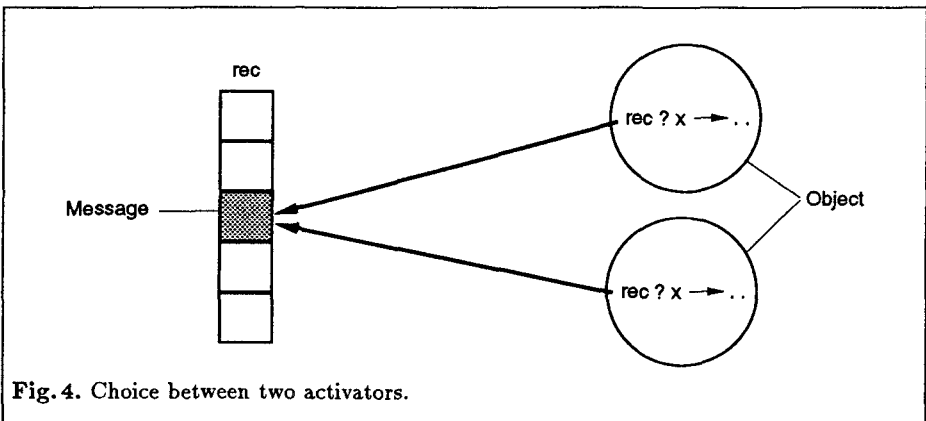 rec
rec ? x → . .
Message
Object
rec ? x → . .
Fig. 4. Choice between two activators.